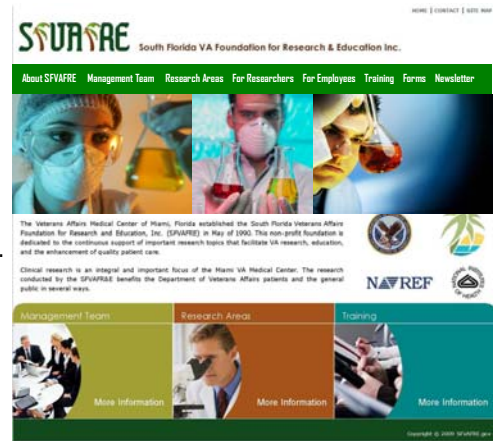 HOME | CONTACT | SITE MAP
SFVAFRE South Florida VA Foundation for Research & Education Inc.
About SFVAFRE Management Team Research Areas For Researchers For Employees Training Forms Newsletter
The Veterans Affairs Medical Center of Miami, Florida established the South Florida Veterans Affairs
Foundation for Research and Education, Inc. (SFVAFRE) in May of 1990. This non-profit foundation is
dedicated to the continuous support of important research topics that facilitate VA research, education,
and the enhancement of quality patient care.
Clinical research is an integral and important focus of the Miami VA Medical Center. The research
conducted by the SFVAFR&E benefits the Department of Veterans Affairs patients and the general
public in several ways.
NAVREF
Management Team Research Areas Training
More Information More Information More Information
Copyright © 2009 SFVAFRE.gov